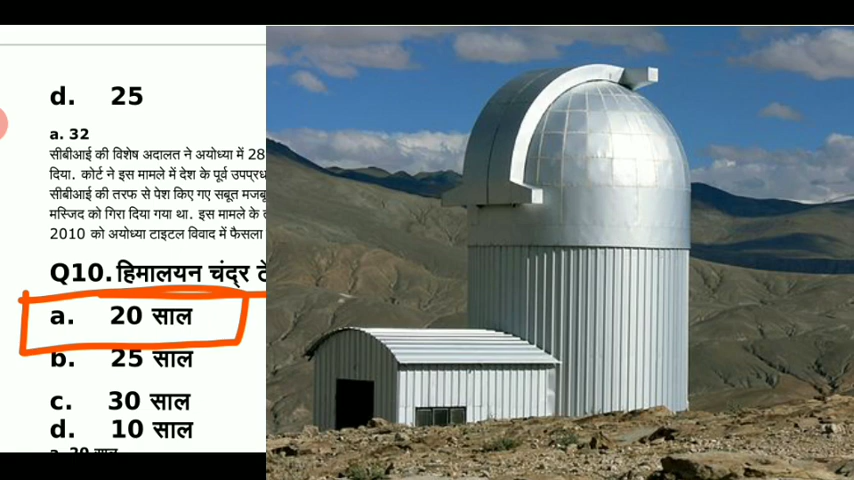 d. 25
a. 32
सीबीआई की विशेष अदालत ने अयोध्या में 28
दिया. कोर्ट ने इस मामले में देश के पूर्व
सीबीआई की तरफ से पेश किए गए सबूत
मस्जिद को गिरा दिया गया था. इस मामले के
2010 को अयोध्या टाइटल विवाद में फैसला
Q10. हिमालयन चंद्र
a. 20 साल
b. 25 साल
c. 30 साल
d. 10 साल
a. 20 साल